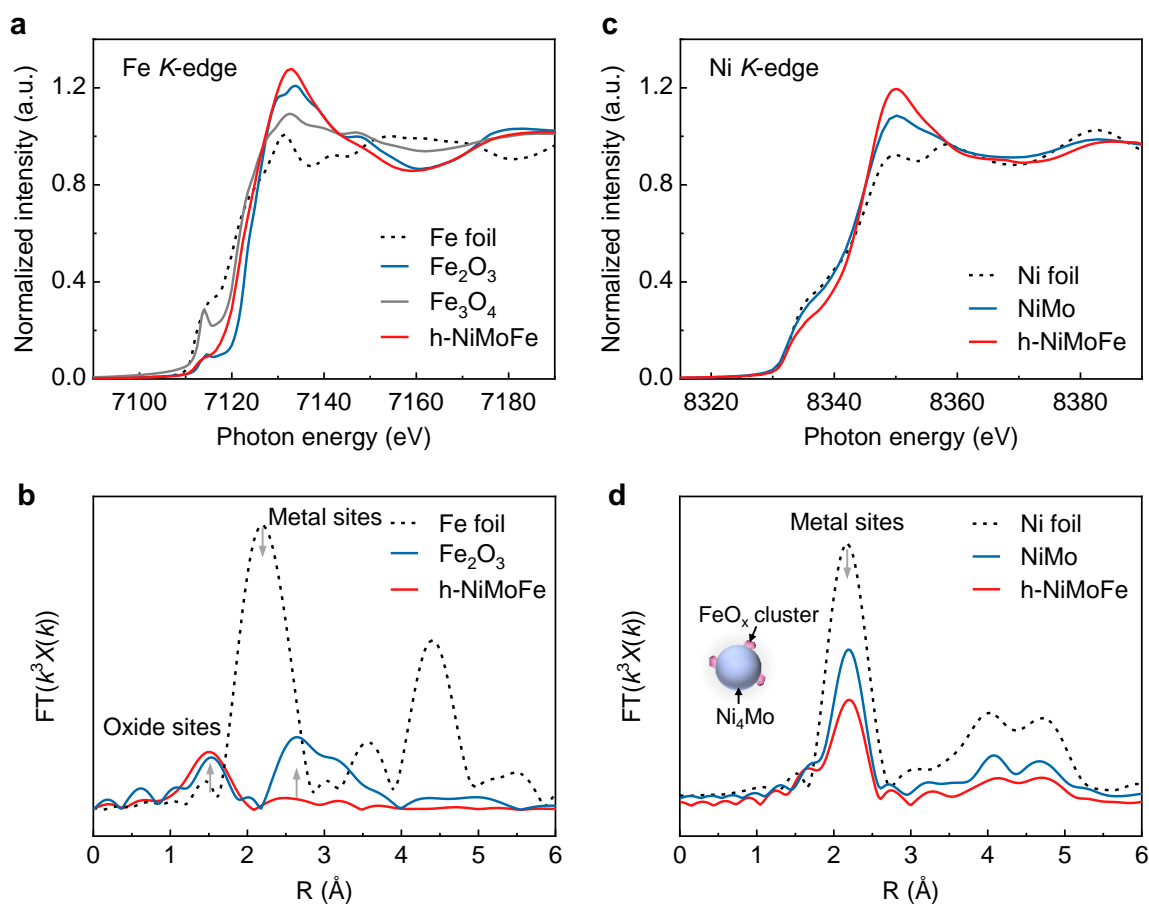 a
Fe K-edge
Normalized intensity (a.u.)
1.2
0.8
0.4
0.0
Fe foil
Fe₂O₃
Fe₃O₄
h-NiMoFe
7100
7120
7140
7160
7180
Photon energy (eV)
c
Ni K-edge
Normalized intensity (a.u.)
1.2
0.8
0.4
0.0
Ni foil
NiMo
h-NiMoFe
8320
8340
8360
8380
Photon energy (eV)
b
Metal sites
Oxide sites
Fe foil
Fe₂O₃
h-NiMoFe
FT(k³X(k))
0
1
2
3
4
5
6
R (Å)
d
Metal sites
Ni foil
NiMo
h-NiMoFe
FeOₓ cluster
Ni₄Mo
FT(k³X(k))
0
1
2
3
4
5
6
R (Å)